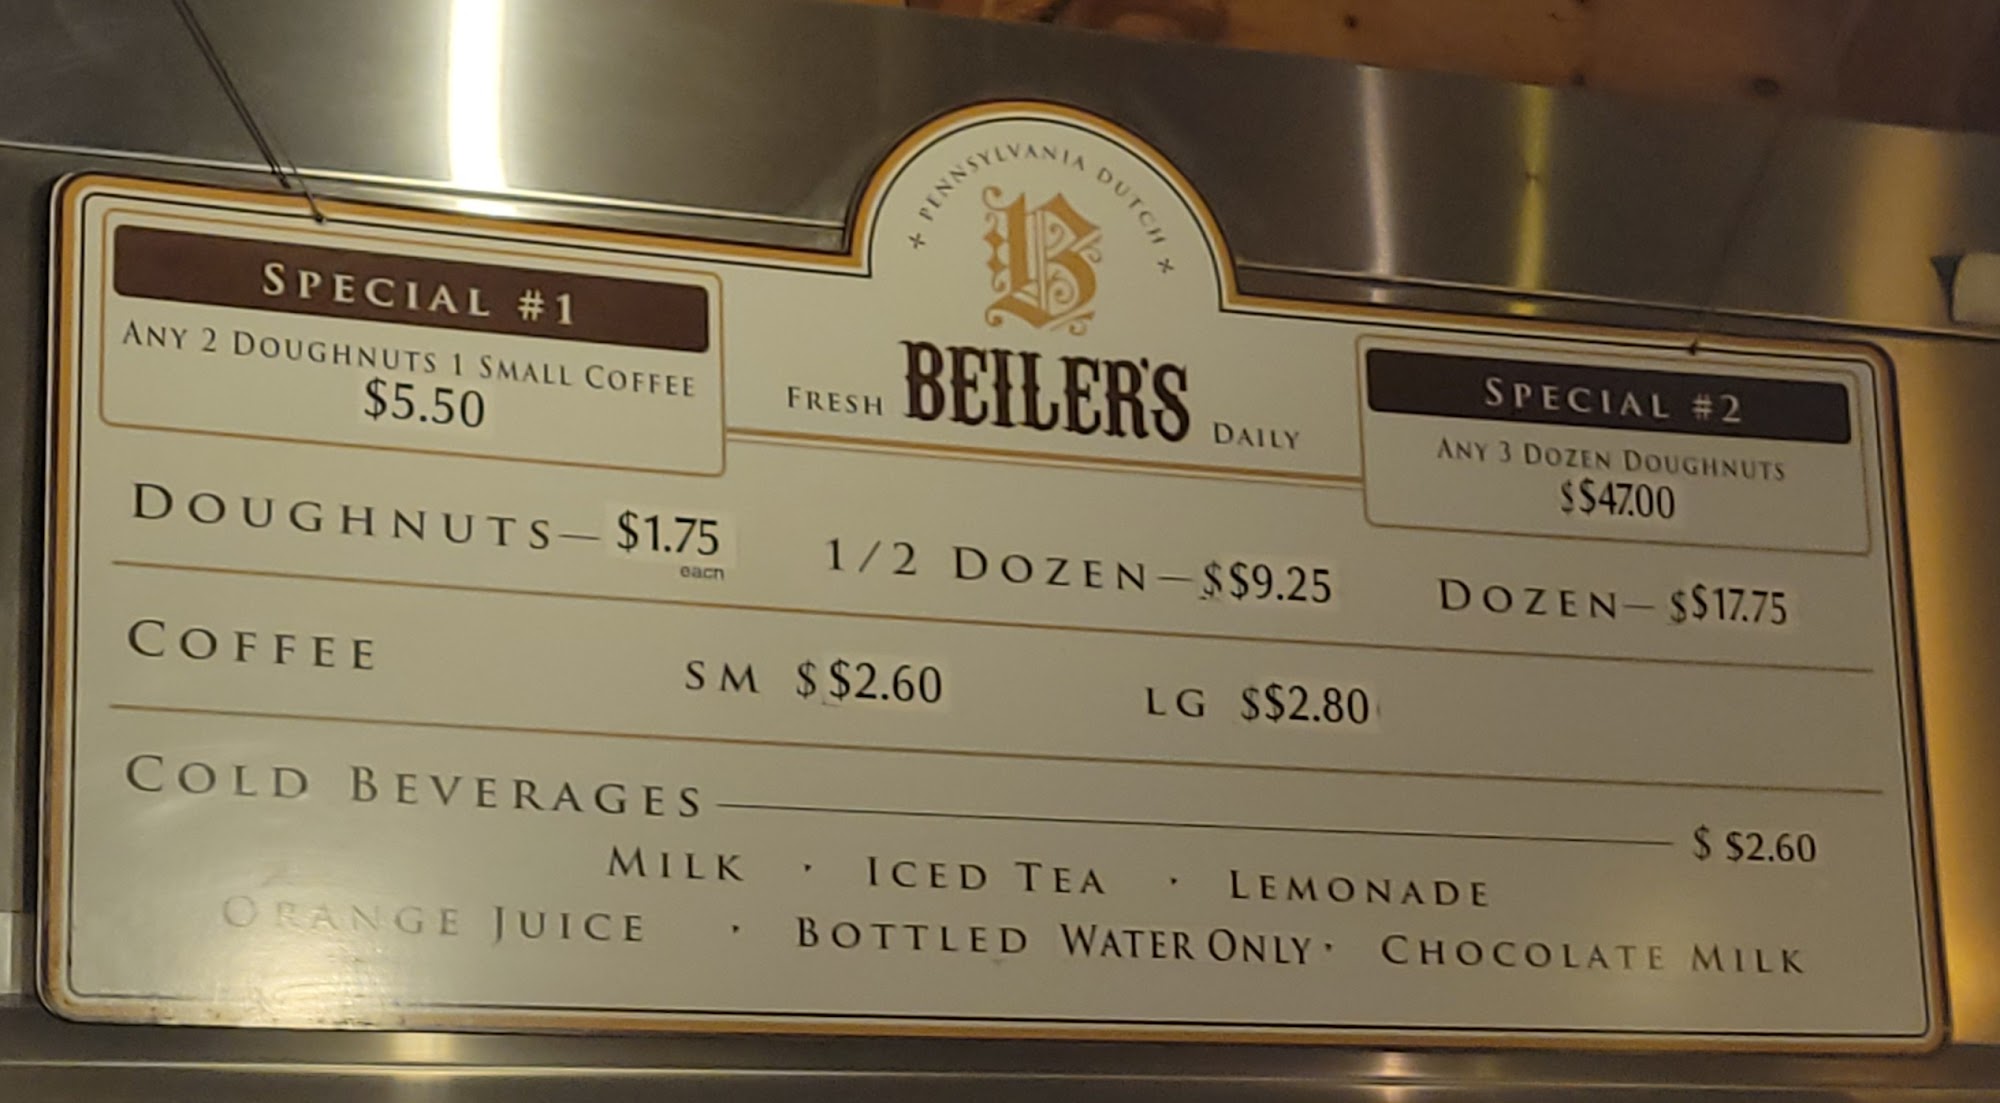 PENNSYLVANIA DUTCH
B
FRESH BEILER'S DAILY
SPECIAL #1
ANY 2 DOUGHNUTS 1 SMALL COFFEE
$5.50
SPECIAL #2
ANY 3 DOZEN DOUGHNUTS
$$47.00
DOUGHNUTS— $1.75 each 1/2 DOZEN—$$9.25 DOZEN— $$17.75
COFFEE SM $$2.60 LG $$2.80
COLD BEVERAGES $ $2.60
MILK · ICED TEA · LEMONADE
ORANGE JUICE · BOTTLED WATER ONLY · CHOCOLATE MILK